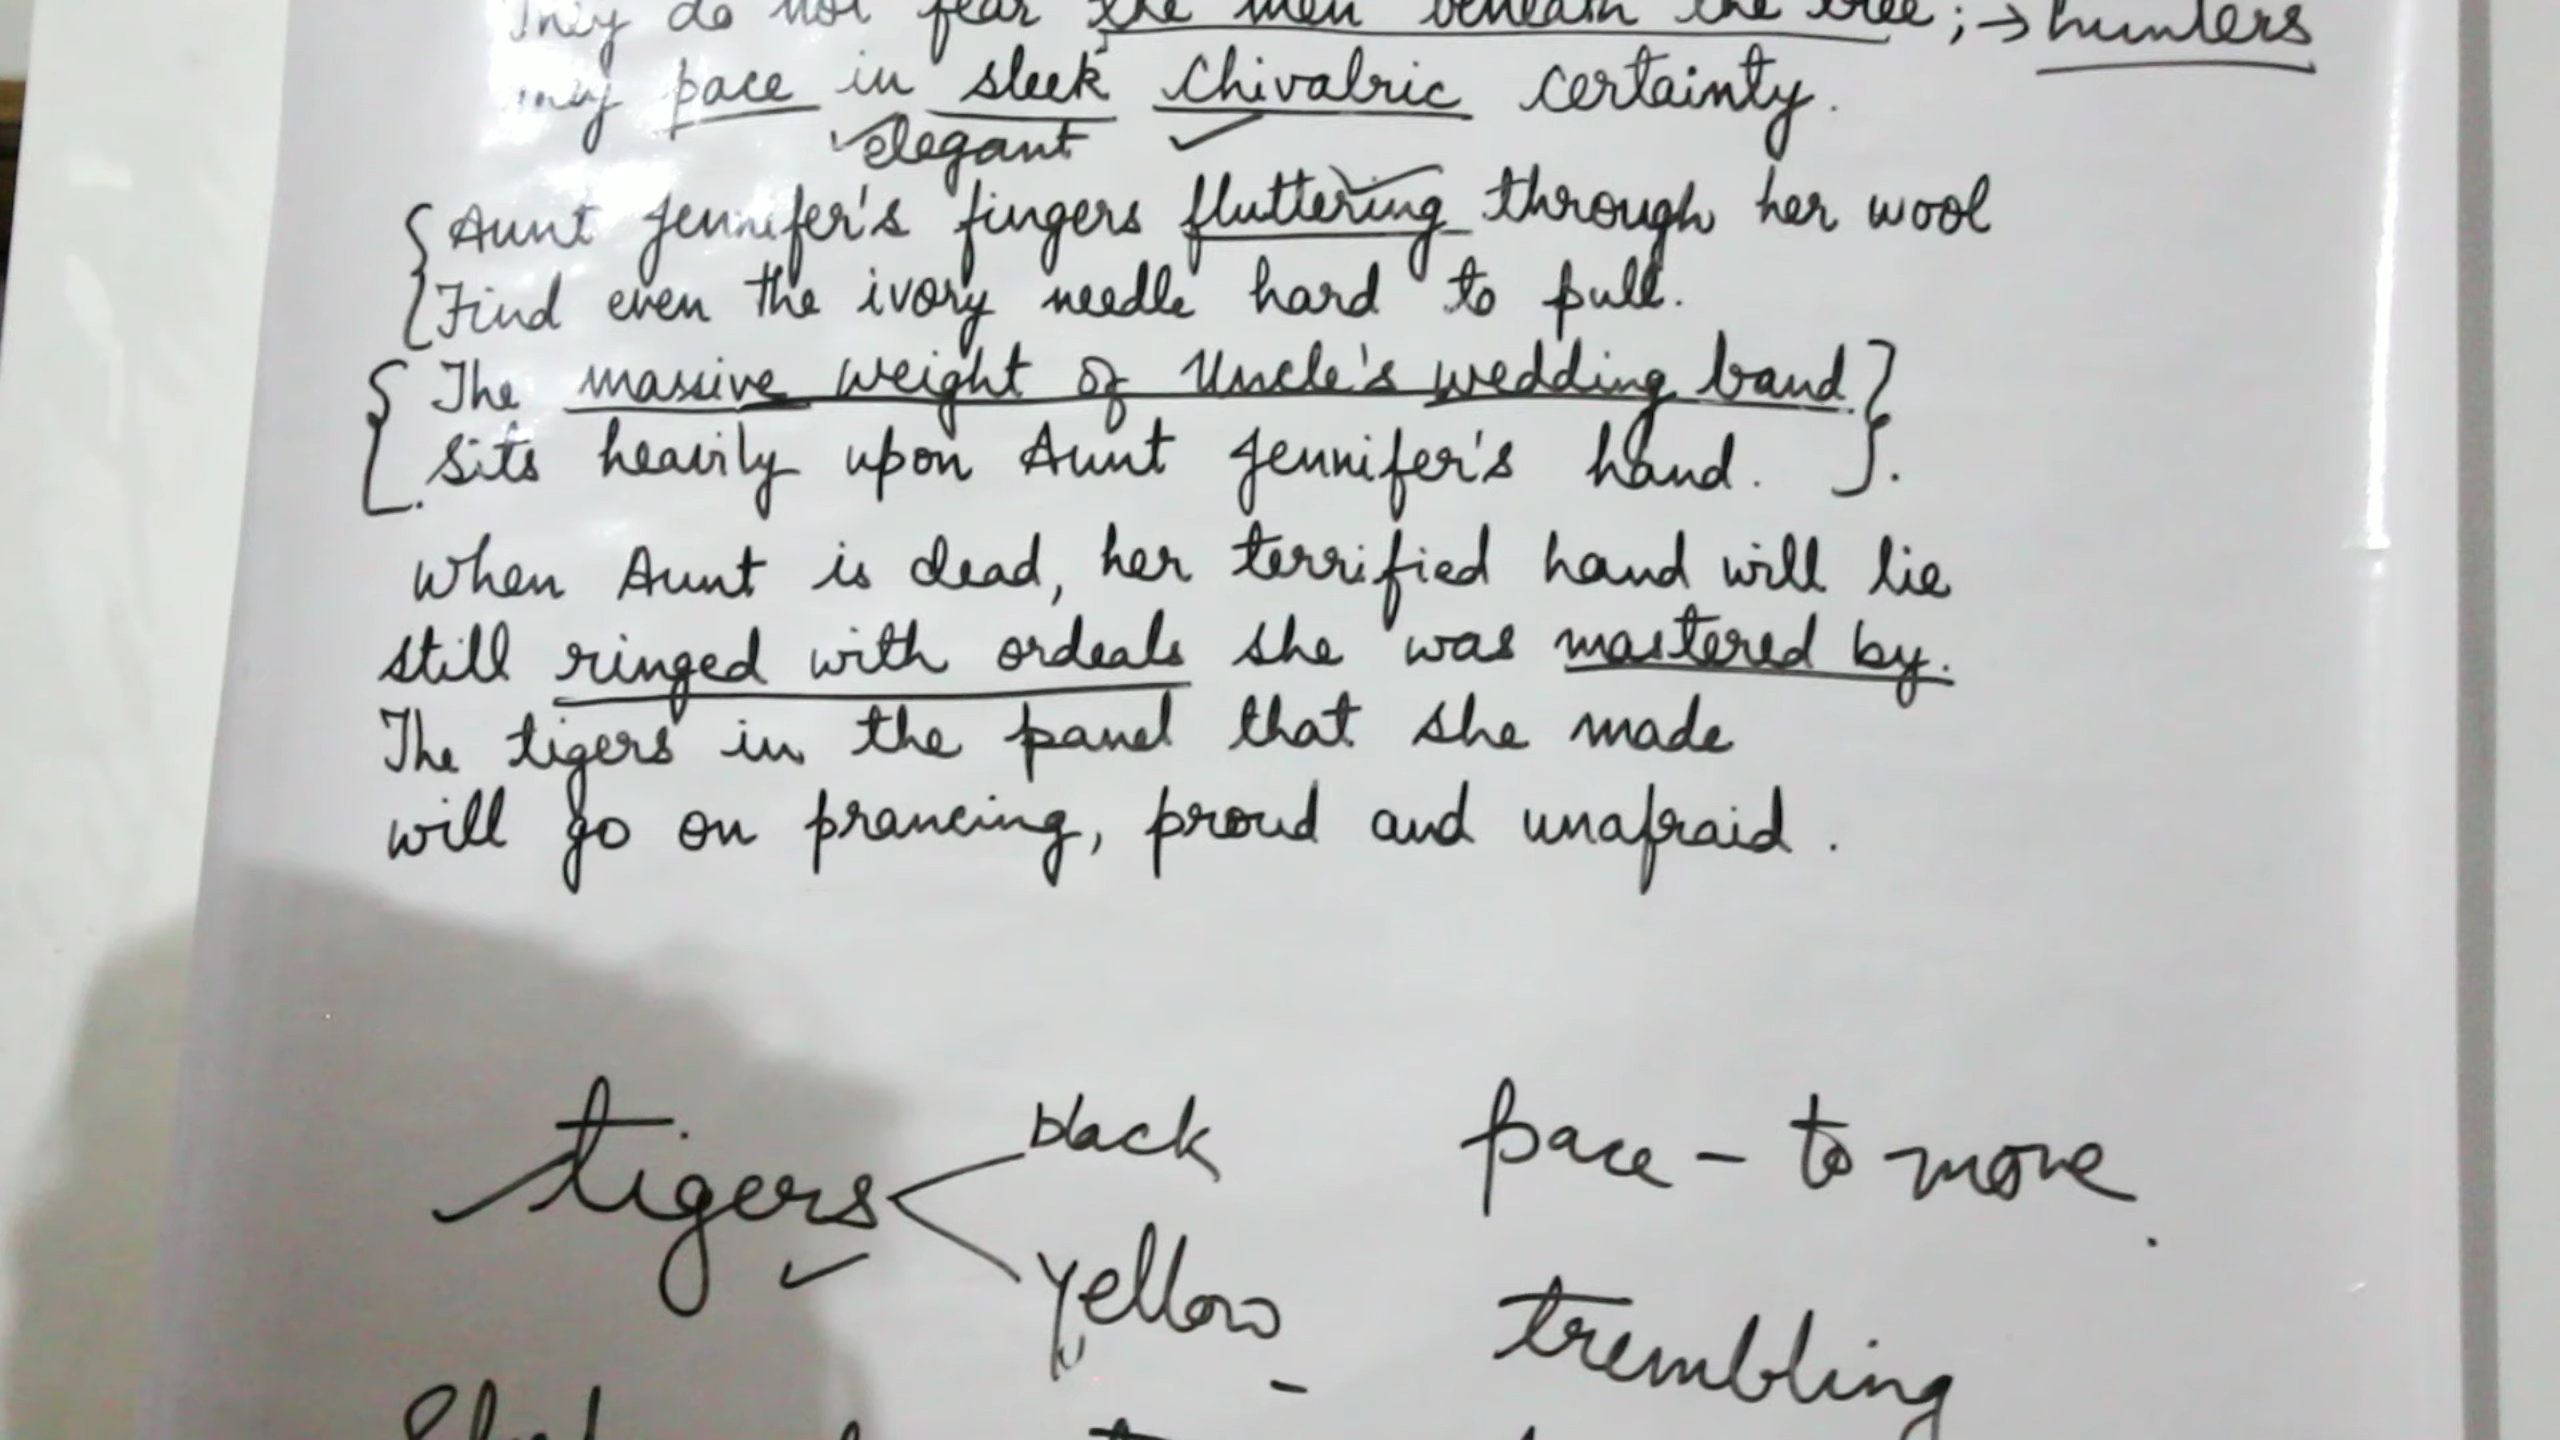 They do not fear the men beneath the tree; → hunters
They pace in sleek chivalric certainty.
elegant
Aunt Jennifer's fingers fluttering through her wool
Find even the ivory needle hard to pull.
The massive weight of Uncle's wedding band
Sits heavily upon Aunt Jennifer's hand.
When Aunt is dead, her terrified hand will lie
still ringed with ordeals she was mastered by.
The tigers in the panel that she made
will go on prancing, proud and unafraid.
tigers
black
yellow
pace - to move
trembling